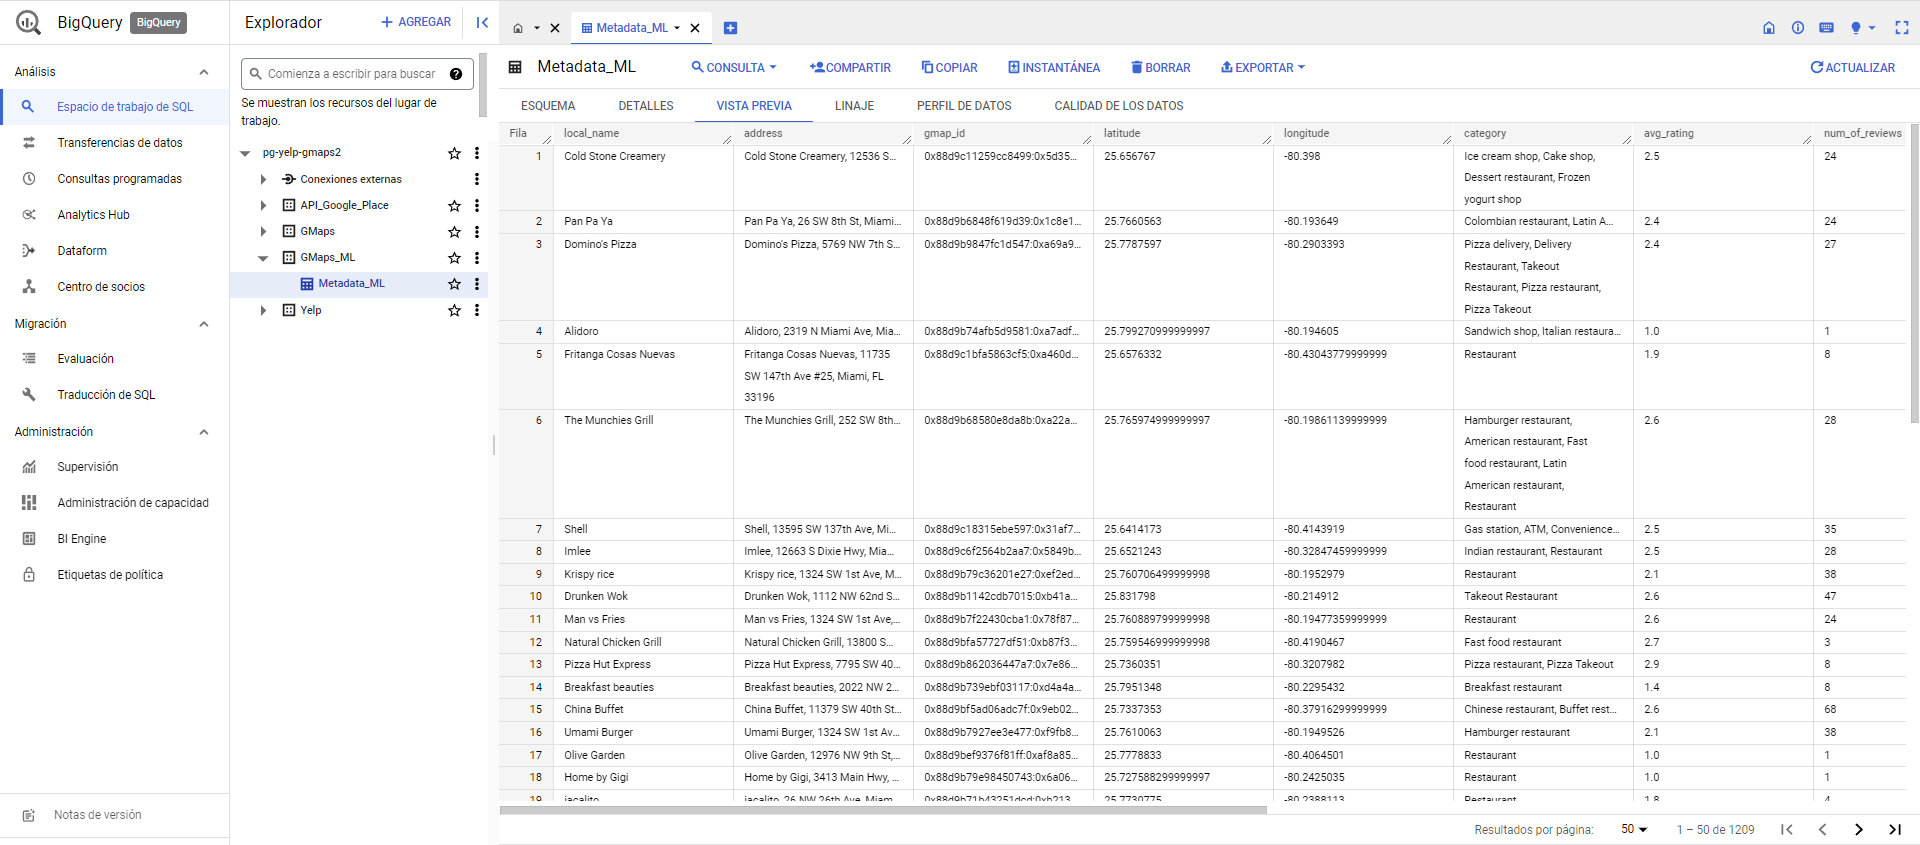 BigQuery BigQuery
Análisis
Espacio de trabajo de SQL
Transferencias de datos
Consultas programadas
Analytics Hub
Dataform
Centro de socios
Migración
Evaluación
Traducción de SQL
Administración
Supervisión
Administración de capacidad
BI Engine
Etiquetas de política
Notas de versión
Explorador
AGREGAR
Comienza a escribir para buscar
Se muestran los recursos del lugar de
trabajo.
pg-yelp-gmaps2
Conexiones externas
API_Google_Place
GMaps
GMaps_ML
Metadata_ML
Yelp
Metadata_ML
Metadata_ML CONSULTA COMPARTIR COPIAR INSTANTÁNEA BORRAR EXPORTAR ACTUALIZAR
ESQUEMA DETALLES VISTA PREVIA LINAJE PERFIL DE DATOS CALIDAD DE LOS DATOS
Fila local_name address gmap_id latitude longitude category avg_rating num_of_reviews
1 Cold Stone Creamery Cold Stone Creamery, 12536 S... 0x88d9c11259cc8499:0x5d35... 25.656767 -80.398 Ice cream shop, Cake shop, 2.5 24
Dessert restaurant, Frozen
yogurt shop
2 Pan Pa Ya Pan Pa Ya, 26 SW 8th St, Miami... 0x88d9b6848f619d39:0x1c8e1... 25.7660563 -80.193649 Colombian restaurant, Latin A... 2.4 24
3 Domino's Pizza Domino's Pizza, 5769 NW 7th S... 0x88d9b9847fc1d547:0xa69a9... 25.7787597 -80.2903393 Pizza delivery, Delivery 2.4 27
Restaurant, Takeout
Restaurant, Pizza restaurant,
Pizza Takeout
4 Alidoro Alidoro, 2319 N Miami Ave, Mia... 0x88d9b74afb5d9581:0xa7adf... 25.799270999999997 -80.194605 Sandwich shop, Italian restaura... 1.0 1
5 Fritanga Cosas Nuevas Fritanga Cosas Nuevas, 11735 0x88d9c1bfa5863cf5:0xa460d... 25.6576332 -80.43043779999999 Restaurant 1.9 8
SW 147th Ave #25, Miami, FL
33196
6 The Munchies Grill The Munchies Grill, 252 SW 8th... 0x88d9b68580e8da8b:0xa22a... 25.765974999999997 -80.19861139999999 Hamburger restaurant, 2.6 28
American restaurant, Fast
food restaurant, Latin
American restaurant,
Restaurant
7 Shell Shell, 13595 SW 137th Ave, Mi... 0x88d9c18315ebe597:0x31af7... 25.6414173 -80.4143919 Gas station, ATM, Convenience... 2.5 35
8 Imlee Imlee, 12663 S Dixie Hwy, Mia... 0x88d9c6f2564b2aa7:0x5849b... 25.6521243 -80.32847459999999 Indian restaurant, Restaurant 2.5 28
9 Krispy rice Krispy rice, 1324 SW 1st Ave, M... 0x88d9b79c36201e27:0xef2ed... 25.760706499999998 -80.1952979 Restaurant 2.1 38
10 Drunken Wok Drunken Wok, 1112 NW 62nd S... 0x88d9b1142cdb7015:0xb41a... 25.831798 -80.214912 Takeout Restaurant 2.6 47
11 Man vs Fries Man vs Fries, 1324 SW 1st Ave,... 0x88d9b7f22430cba1:0x78f87... 25.760889799999998 -80.19477359999999 Restaurant 2.6 24
12 Natural Chicken Grill Natural Chicken Grill, 13800 S... 0x88d9bfa57727df51:0xb87f3... 25.759546999999998 -80.4190467 Fast food restaurant 2.7 3
13 Pizza Hut Express Pizza Hut Express, 7795 SW 40... 0x88d9b862036447a7:0x7e86... 25.7360351 -80.3207982 Pizza restaurant, Pizza Takeout 2.9 8
14 Breakfast beauties Breakfast beauties, 2022 NW 2... 0x88d9b739ebf03117:0xd4a4a... 25.7951348 -80.2295432 Breakfast restaurant 1.4 8
15 China Buffet China Buffet, 11379 SW 40th St... 0x88d9bf5ad06adc7f:0x9eb02... 25.7337353 -80.37916299999999 Chinese restaurant, Buffet rest... 2.6 68
16 Umami Burger Umami Burger, 1324 SW 1st Av... 0x88d9b7927ee3e477:0xf9fb8... 25.7610063 -80.1949526 Hamburger restaurant 2.1 38
17 Olive Garden Olive Garden, 12976 NW 9th St,... 0x88d9bef9376f81ff:0xaf8a85... 25.7778833 -80.4064501 Restaurant 1.0 1
18 Home by Gigi Home by Gigi, 3413 Main Hwy, ... 0x88d9b79e98450743:0x6a06... 25.727588299999997 -80.2425035 Restaurant 1.0 1
19 jacalito jacalito, 26 NW 26th Ave, Miam... 0x88d9b71b43251dcd:0xb213... 25.7730775 -80.2388113 Restaurant 1.8 4
Resultados por página: 50 1 – 50 de 1209